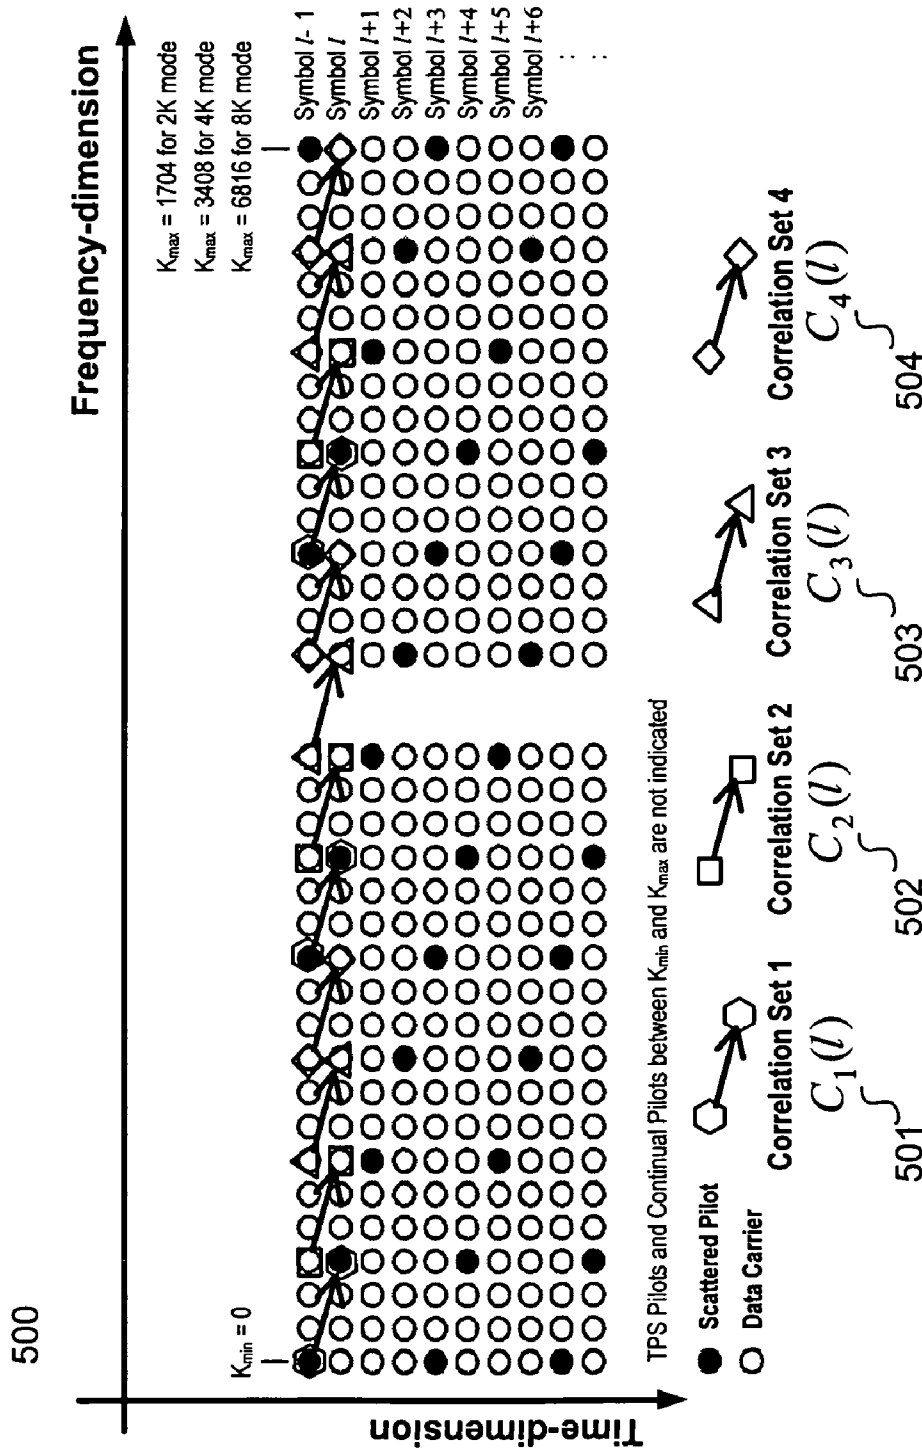 500
Frequency-dimension
K_max = 1704 for 2K mode
K_max = 3408 for 4K mode
K_max = 6816 for 8K mode
K_min = 0
Symbol l- 1
Symbol l
Symbol l+1
Symbol l+2
Symbol l+3
Symbol l+4
Symbol l+5
Symbol l+6
:
:
Time-dimension
TPS Pilots and Continual Pilots between K_min and K_max are not indicated
Scattered Pilot
Data Carrier
Correlation Set 1
C_1(l)
501
Correlation Set 2
C_2(l)
502
Correlation Set 3
C_3(l)
503
Correlation Set 4
C_4(l)
504